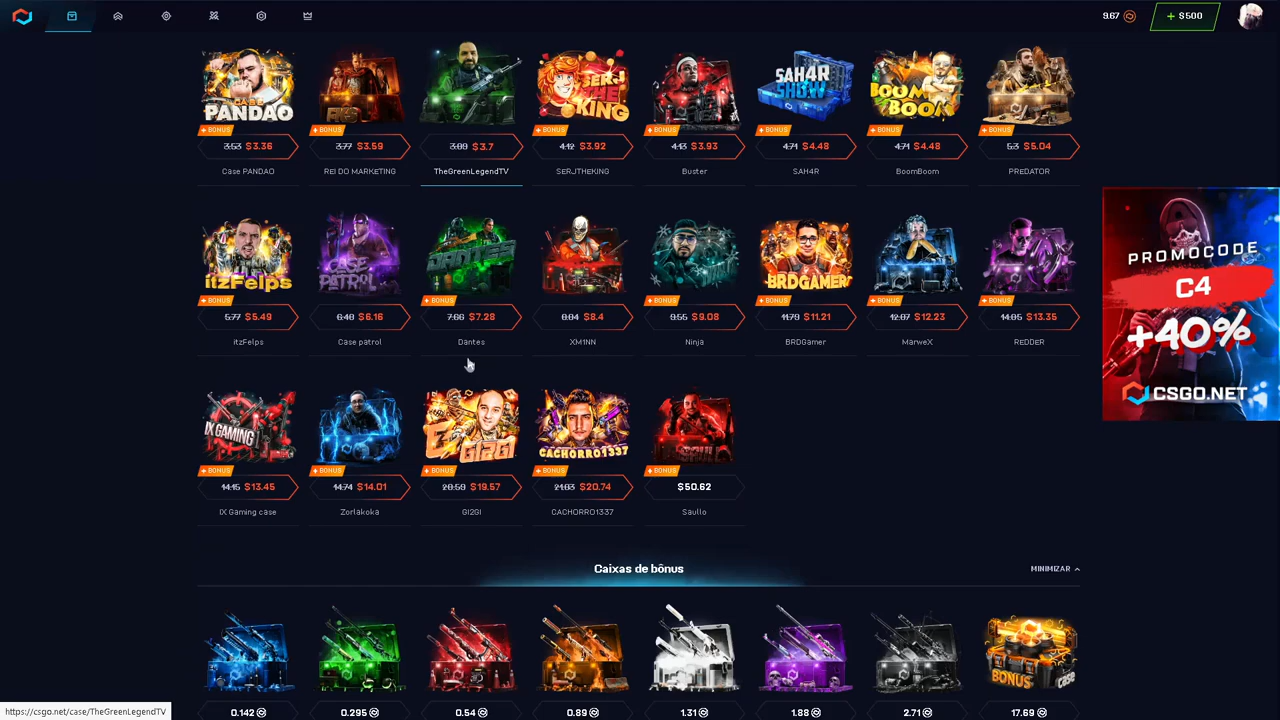 9.67
+ $500
CASE PANDAO
SERJ THE KING
SAH4R SHOW
BOOM BOOM
+ BONUS
+ BONUS
+ BONUS
+ BONUS
+ BONUS
+ BONUS
3.53 $3.36
3.77 $3.59
3.89 $3.7
4.12 $3.92
4.13 $3.93
4.71 $4.48
4.71 $4.48
5.3 $5.04
Case PANDAO
REI DO MARKETING
TheGreenLegendTV
SERJTHEKING
Buster
SAH4R
BoomBoom
PREDATOR
itzFelps
CASE PATROL
DANTES
BRDGAMER
+ BONUS
+ BONUS
+ BONUS
+ BONUS
+ BONUS
+ BONUS
5.77 $5.49
6.48 $6.16
7.66 $7.28
8.84 $8.4
9.55 $9.08
11.79 $11.21
12.87 $12.23
14.05 $13.35
itzFelps
Case patrol
Dantes
XM1NN
Ninja
BRDGamer
MarweX
REDDER
PROMOCODE
C4
+40%
CSGO.NET
IX GAMING
GI2GI
CACHORRO1337
SAULLO
+ BONUS
+ BONUS
+ BONUS
+ BONUS
+ BONUS
14.15 $13.45
14.74 $14.01
20.59 $19.57
21.83 $20.74
$50.62
IX Gaming case
Zorlakoka
GI2GI
CACHORRO1337
Saullo
Caixas de bônus
MINIMIZAR
BONUS case
0.142
0.295
0.54
0.89
1.31
1.88
2.71
17.69
https://csgo.net/case/TheGreenLegendTV